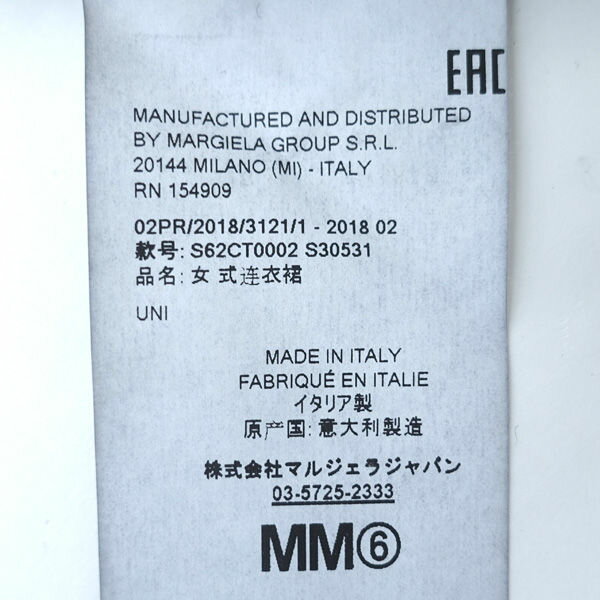 EAC
MANUFACTURED AND DISTRIBUTED
BY MARGIELA GROUP S.R.L.
20144 MILANO (MI) - ITALY
RN 154909
02PR/2018/3121/1 - 2018 02
款号: S62CT0002 S30531
品名: 女 式连衣裙
UNI
MADE IN ITALY
FABRIQUÉ EN ITALIE
イタリア製
原产国: 意大利製造
株式会社マルジェラジャパン
03-5725-2333
MM⑥